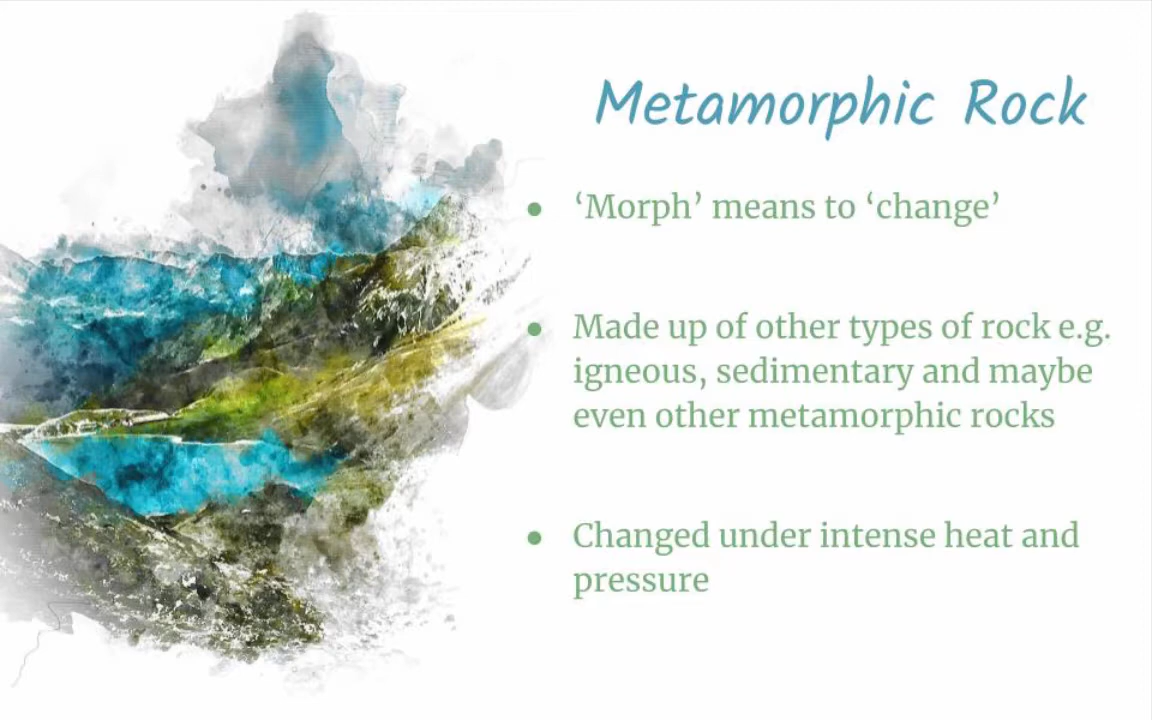 Metamorphic Rock
● ‘Morph’ means to ‘change’
● Made up of other types of rock e.g.
igneous, sedimentary and maybe
even other metamorphic rocks
● Changed under intense heat and
pressure